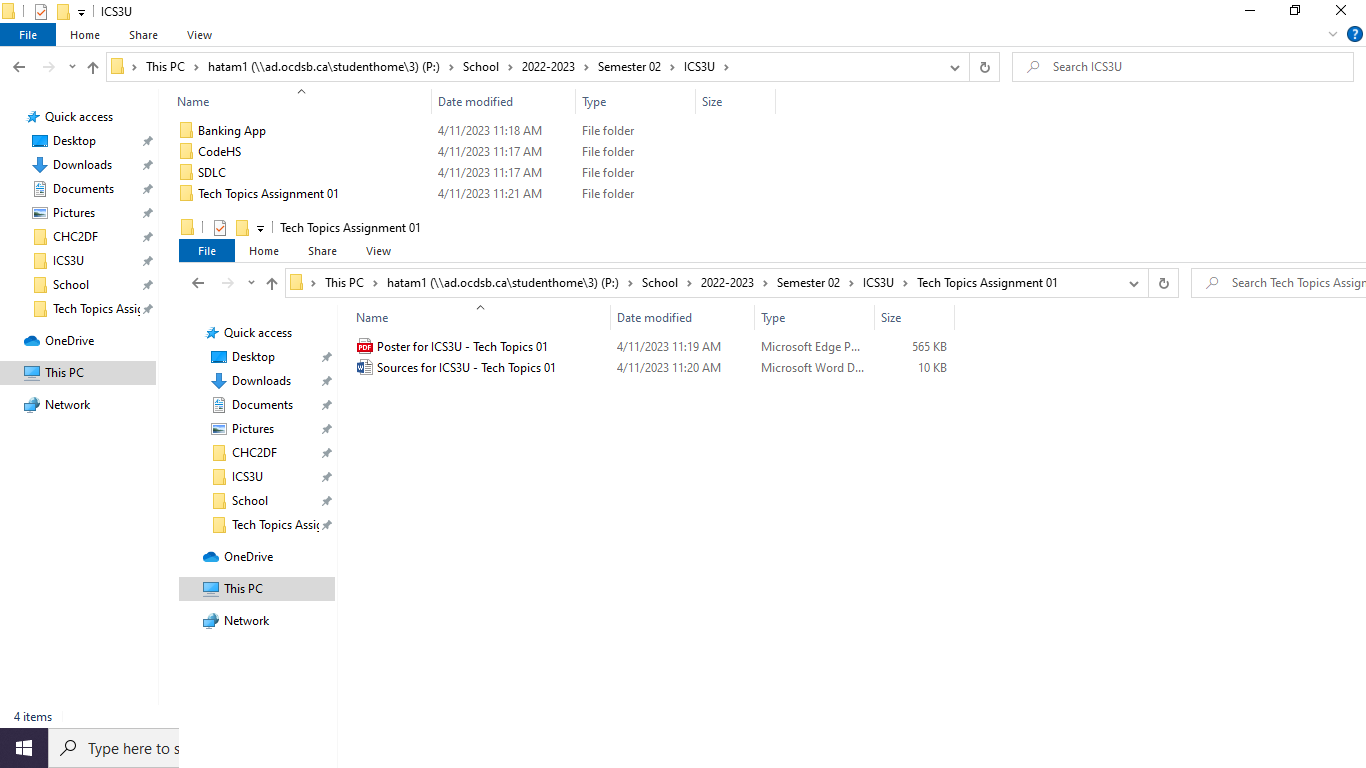 ICS3U
File Home Share View
This PC > hatam1 (\\ad.ocdsb.ca\studenthome\3) (P:) > School > 2022-2023 > Semester 02 > ICS3U >
Search ICS3U
Name Date modified Type Size
Quick access
Desktop
Downloads
Documents
Pictures
CHC2DF
ICS3U
School
Tech Topics Assig
OneDrive
This PC
Network
Banking App 4/11/2023 11:18 AM File folder
CodeHS 4/11/2023 11:17 AM File folder
SDLC 4/11/2023 11:17 AM File folder
Tech Topics Assignment 01 4/11/2023 11:21 AM File folder
Tech Topics Assignment 01
File Home Share View
This PC > hatam1 (\\ad.ocdsb.ca\studenthome\3) (P:) > School > 2022-2023 > Semester 02 > ICS3U > Tech Topics Assignment 01
Search Tech Topics Assign
Name Date modified Type Size
Quick access
Desktop
Downloads
Documents
Pictures
CHC2DF
ICS3U
School
Tech Topics Assig
OneDrive
This PC
Network
PDF Poster for ICS3U - Tech Topics 01 4/11/2023 11:19 AM Microsoft Edge P... 565 KB
Sources for ICS3U - Tech Topics 01 4/11/2023 11:20 AM Microsoft Word D... 10 KB
4 items
Type here to s